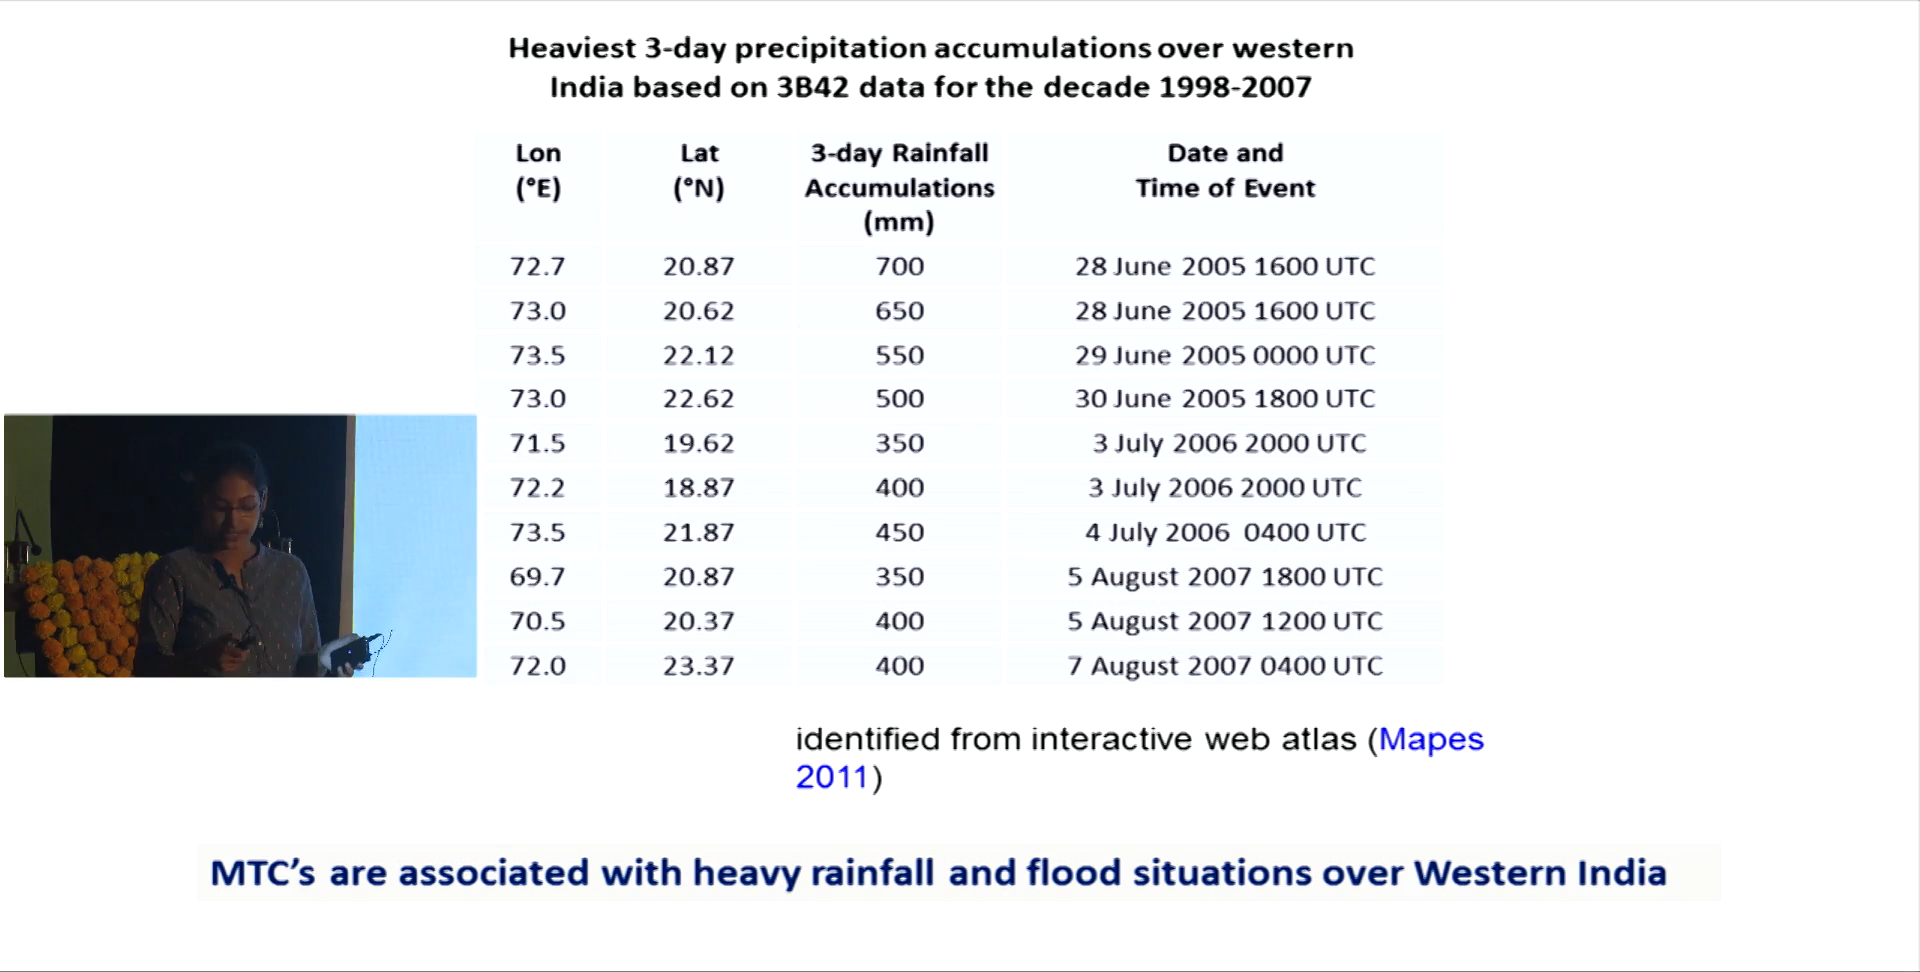 Heaviest 3-day precipitation accumulations over western
India based on 3B42 data for the decade 1998-2007
Lon (°E) Lat (°N) 3-day Rainfall Accumulations (mm) Date and Time of Event
72.7 20.87 700 28 June 2005 1600 UTC
73.0 20.62 650 28 June 2005 1600 UTC
73.5 22.12 550 29 June 2005 0000 UTC
73.0 22.62 500 30 June 2005 1800 UTC
71.5 19.62 350 3 July 2006 2000 UTC
72.2 18.87 400 3 July 2006 2000 UTC
73.5 21.87 450 4 July 2006 0400 UTC
69.7 20.87 350 5 August 2007 1800 UTC
70.5 20.37 400 5 August 2007 1200 UTC
72.0 23.37 400 7 August 2007 0400 UTC
identified from interactive web atlas (Mapes
2011)
MTC's are associated with heavy rainfall and flood situations over Western India